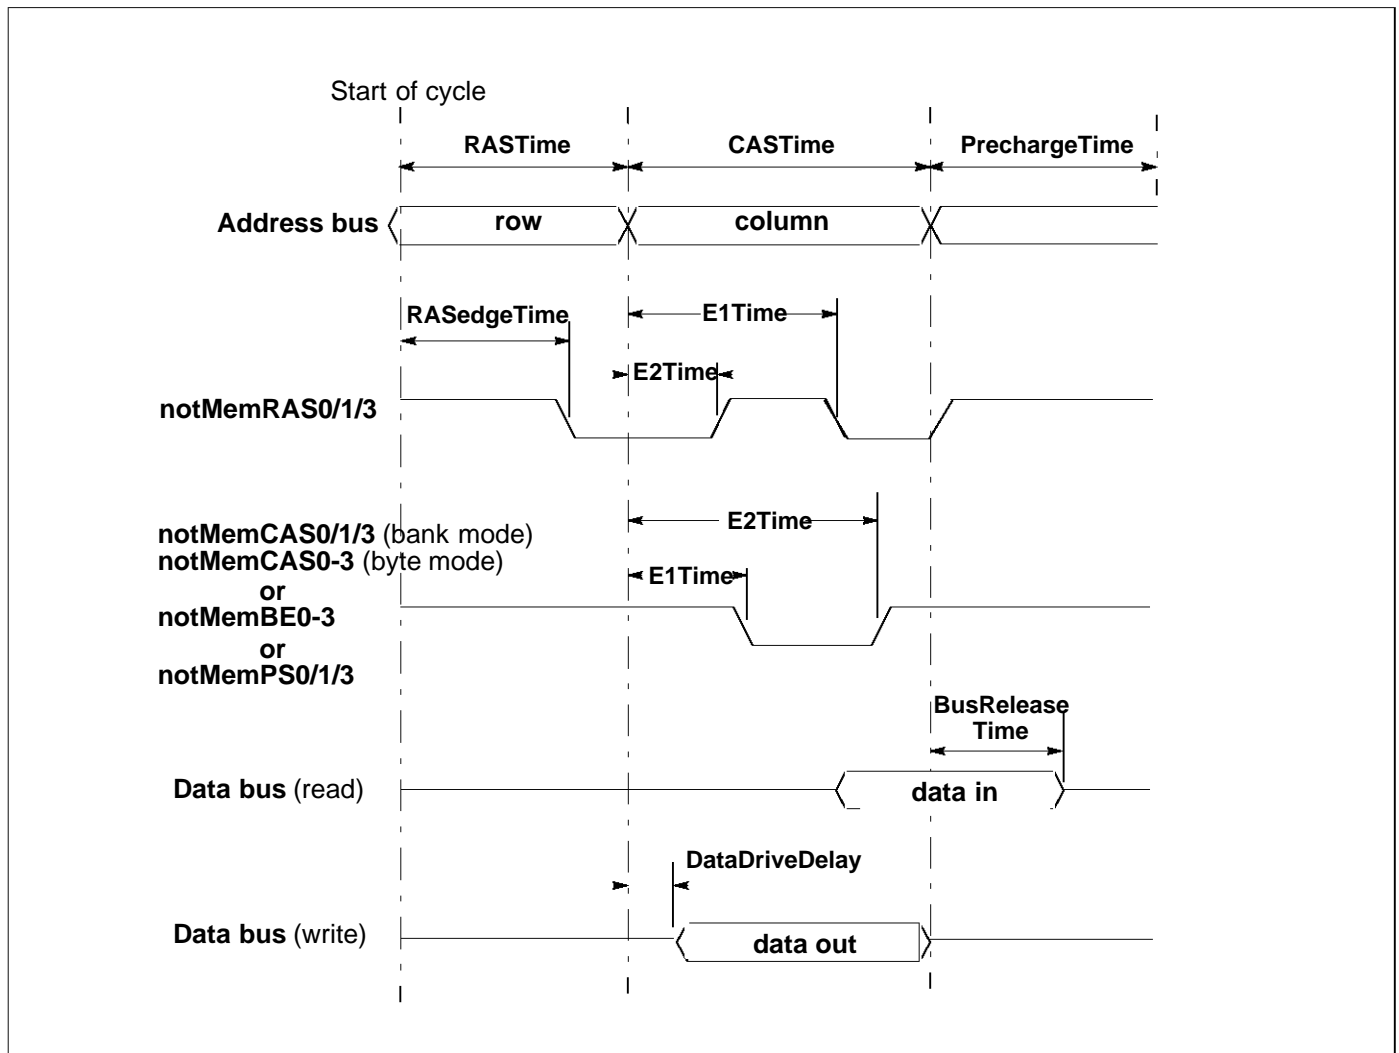 Start of cycle
RASTime
CASTime
PrechargeTime
Address bus
row
column
RASedgeTime
E1Time
E2Time
notMemRAS0/1/3
E2Time
notMemCAS0/1/3 (bank mode)
notMemCAS0-3 (byte mode)
E1Time
or
notMemBE0-3
or
notMemPS0/1/3
BusRelease
Time
Data bus (read)
data in
DataDriveDelay
Data bus (write)
data out